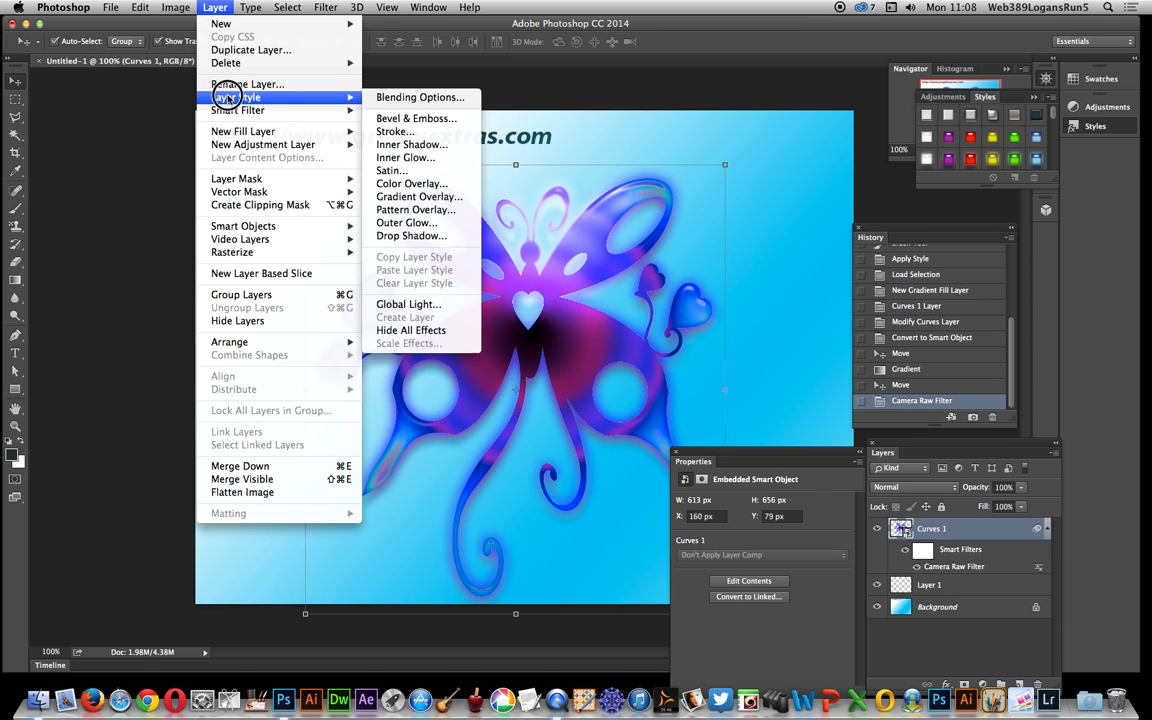 Photoshop File Edit Image Layer Type Select Filter 3D View Window Help 7 Mon 11:08 Web389LogansRun5
Adobe Photoshop CC 2014
Auto-Select: Group Show Tra 3D Mode: Essentials
Untitled-1 @ 100% (Curves 1, RGB/8*)
New
Copy CSS
Duplicate Layer...
Delete
Rename Layer...
Layer Style
Smart Filter
New Fill Layer
New Adjustment Layer
Layer Content Options...
Layer Mask
Vector Mask
Create Clipping Mask ⌥⌘G
Smart Objects
Video Layers
Rasterize
New Layer Based Slice
Group Layers ⌘G
Ungroup Layers ⇧⌘G
Hide Layers
Arrange
Combine Shapes
Align
Distribute
Lock All Layers in Group...
Link Layers
Select Linked Layers
Merge Down ⌘E
Merge Visible ⇧⌘E
Flatten Image
Matting
Blending Options...
Bevel & Emboss...
Stroke...
Inner Shadow...
Inner Glow...
Satin...
Color Overlay...
Gradient Overlay...
Pattern Overlay...
Outer Glow...
Drop Shadow...
Copy Layer Style
Paste Layer Style
Clear Layer Style
Global Light...
Create Layer
Hide All Effects
Scale Effects...
xtras.com
Navigator Histogram
100%
Adjustments Styles
Swatches
Adjustments
Styles
History
Apply Style
Load Selection
New Gradient Fill Layer
Curves 1 Layer
Modify Curves Layer
Convert to Smart Object
Move
Gradient
Move
Camera Raw Filter
Properties
Embedded Smart Object
W: 613 px H: 656 px
X: 160 px Y: 79 px
Curves 1
Don't Apply Layer Comp
Edit Contents
Convert to Linked...
Layers
Kind
Normal Opacity: 100%
Lock: Fill: 100%
Curves 1
Smart Filters
Camera Raw Filter
Layer 1
Background
100% Doc: 1.98M/4.38M
Timeline
Ps Ai Dw Ae Ps Ai Lr